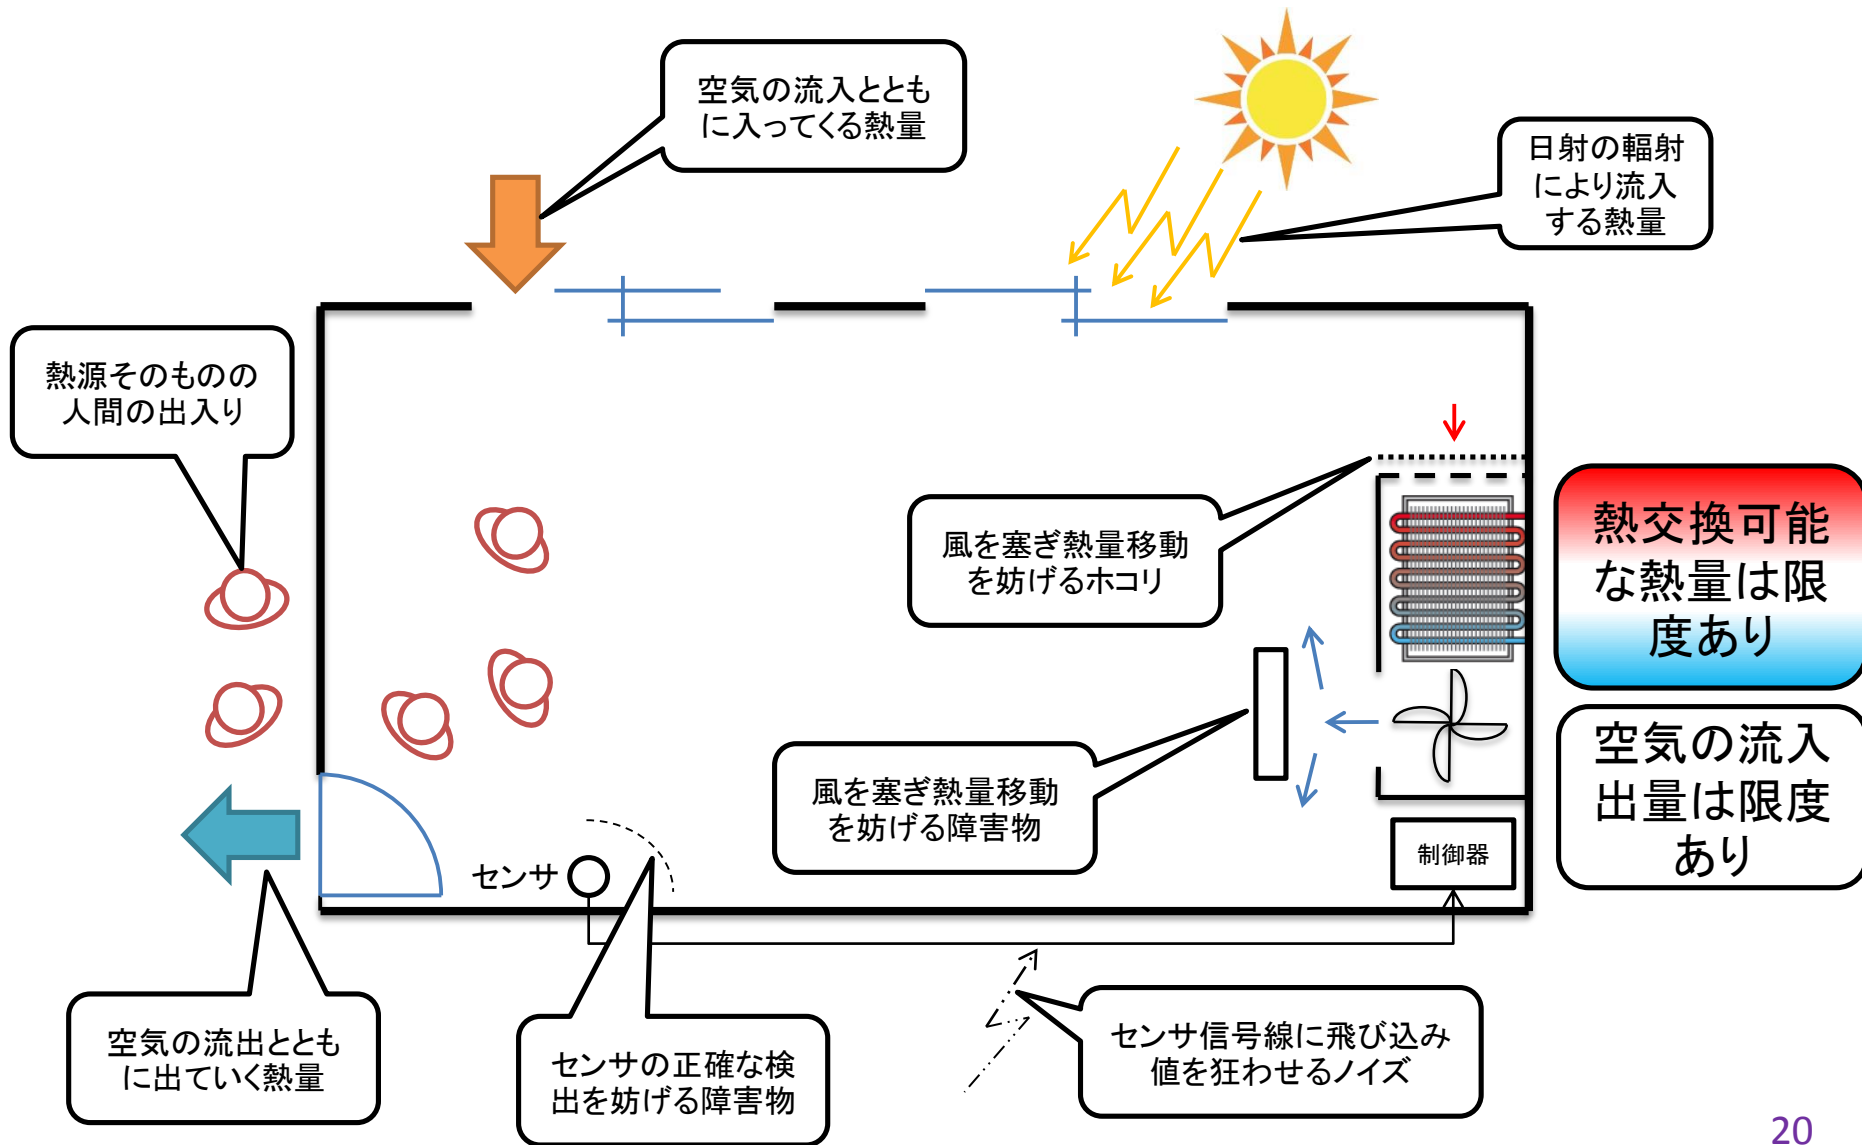 空気の流入ととも
に入ってくる熱量
日射の輻射
により流入
する熱量
熱源そのものの
人間の出入り
風を塞ぎ熱量移動
を妨げるホコリ
熱交換可能
な熱量は限
度あり
風を塞ぎ熱量移動
を妨げる障害物
空気の流入
出量は限度
あり
制御器
センサ
空気の流出ととも
に出ていく熱量
センサの正確な検
出を妨げる障害物
センサ信号線に飛び込み
値を狂わせるノイズ
20